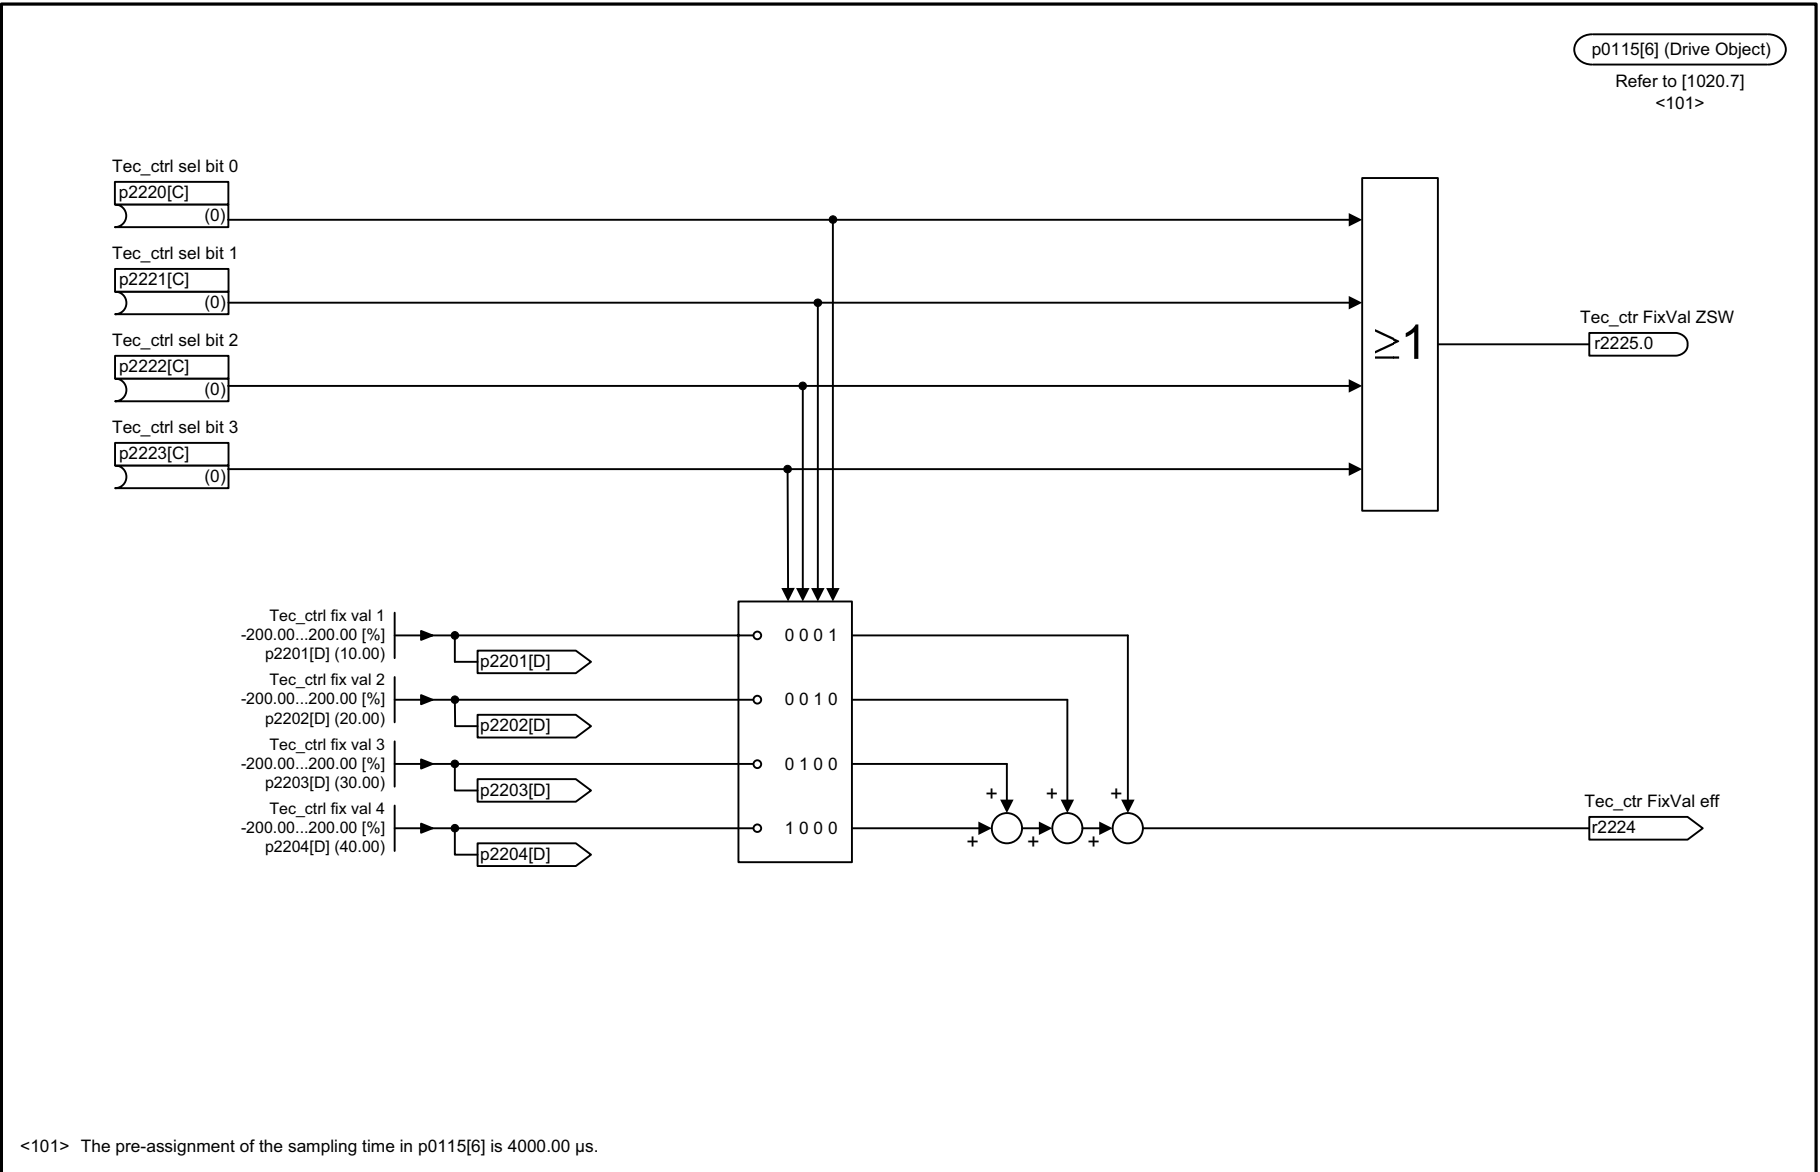 p0115[6] (Drive Object)
Refer to [1020.7]
<101>
Tec_ctrl sel bit 0
p2220[C]
(0)
Tec_ctrl sel bit 1
p2221[C]
(0)
Tec_ctrl sel bit 2
p2222[C]
(0)
Tec_ctrl sel bit 3
p2223[C]
(0)
≥1
Tec_ctr FixVal ZSW
r2225.0
Tec_ctrl fix val 1
-200.00...200.00 [%]
p2201[D] (10.00)
p2201[D]
0 0 0 1
Tec_ctrl fix val 2
-200.00...200.00 [%]
p2202[D] (20.00)
p2202[D]
0 0 1 0
Tec_ctrl fix val 3
-200.00...200.00 [%]
p2203[D] (30.00)
p2203[D]
0 1 0 0
Tec_ctrl fix val 4
-200.00...200.00 [%]
p2204[D] (40.00)
p2204[D]
1 0 0 0
+ + +
+ + +
Tec_ctr FixVal eff
r2224
<101> The pre-assignment of the sampling time in p0115[6] is 4000.00 µs.